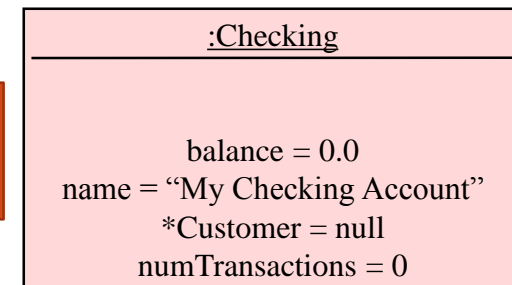 :Checking
balance = 0.0
name = “My Checking Account”
*Customer = null
numTransactions = 0